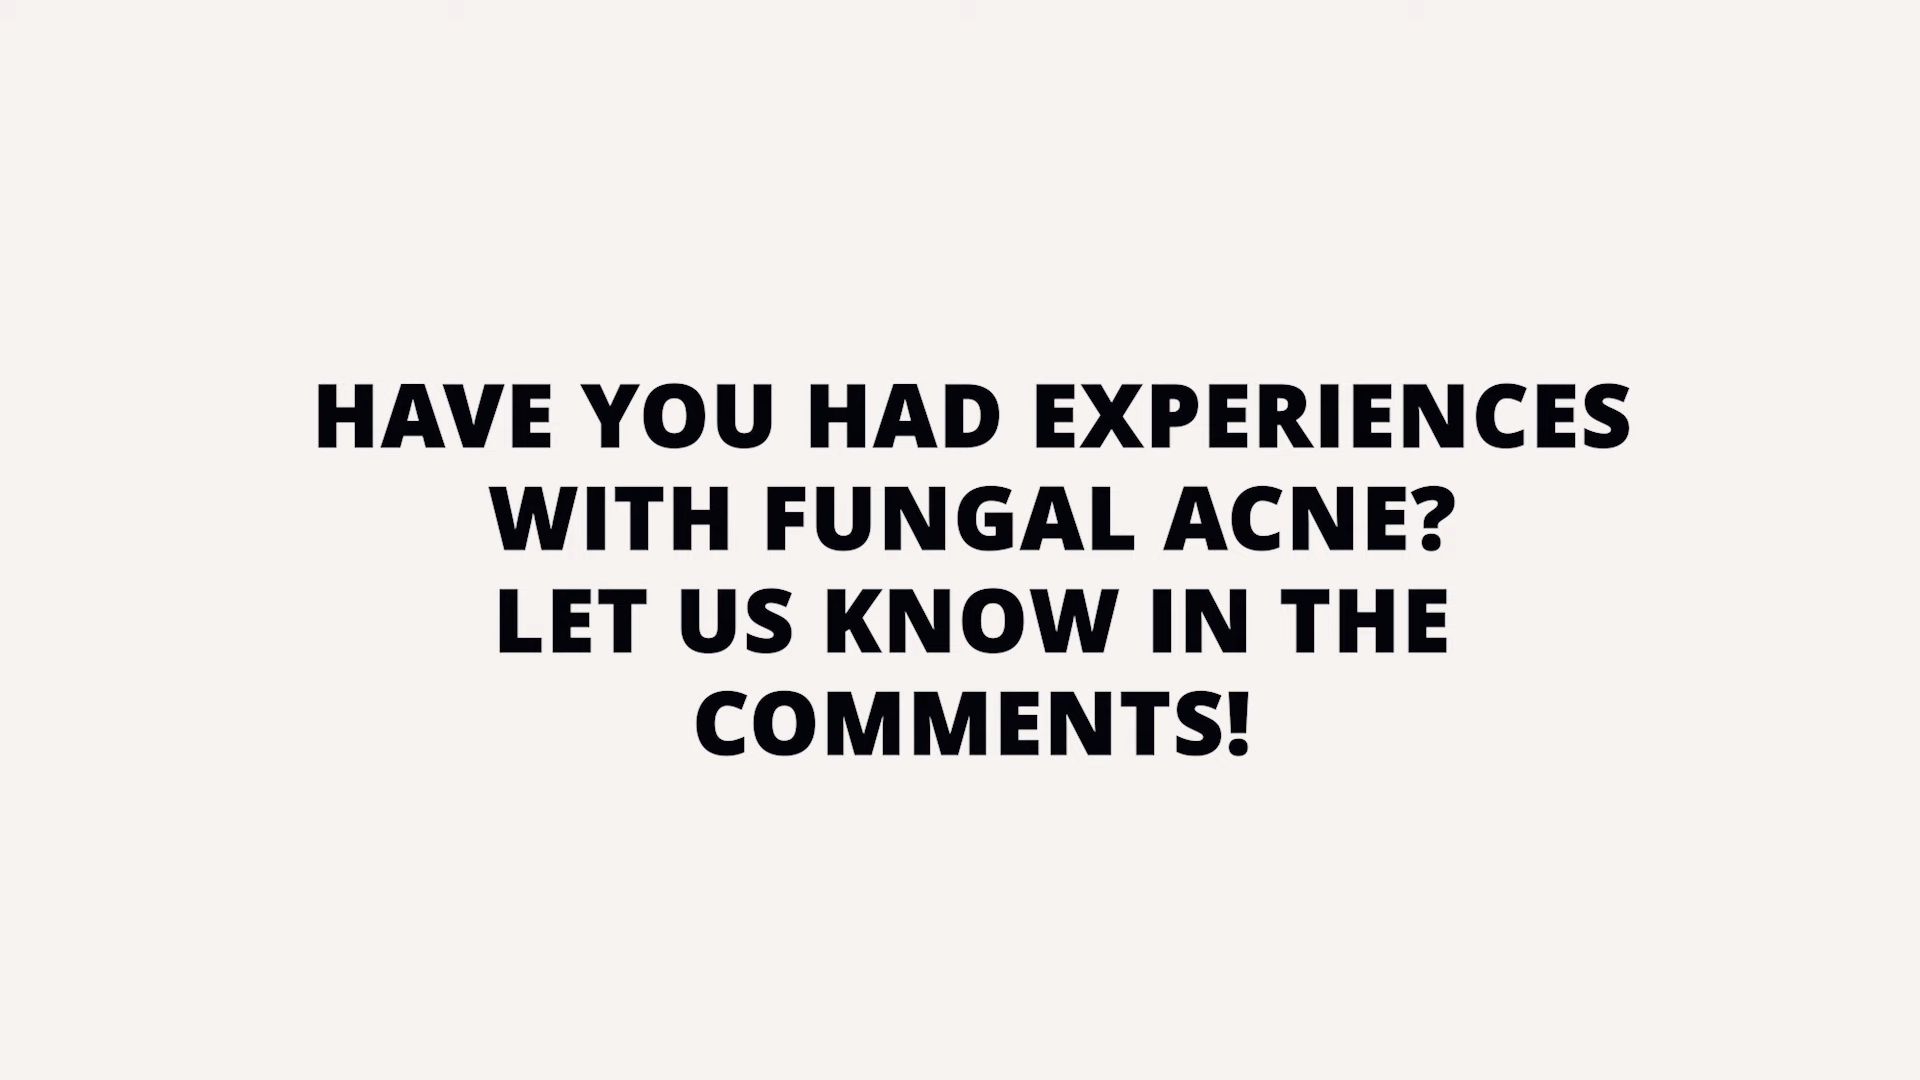 HAVE YOU HAD EXPERIENCES
WITH FUNGAL ACNE?
LET US KNOW IN THE
COMMENTS!